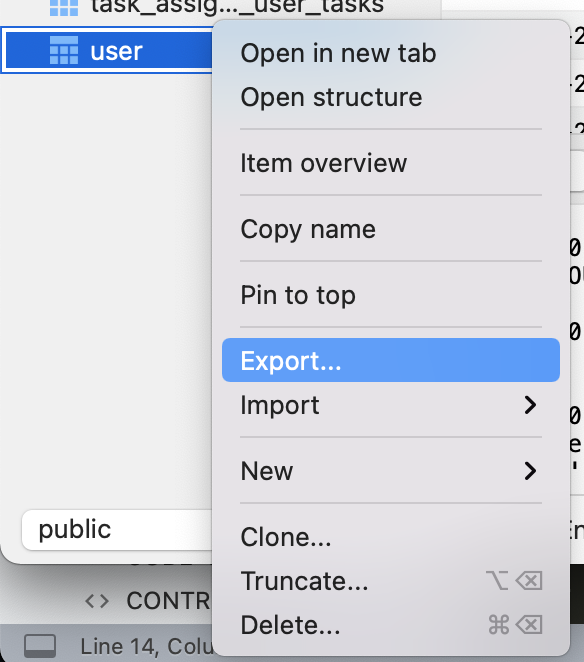 task_assig..._user_tasks
user
Open in new tab
Open structure
Item overview
Copy name
Pin to top
Export...
Import
New
public
Clone...
Truncate... ⌥⌫
CONTR
Delete... ⌘⌫
Line 14, Colu